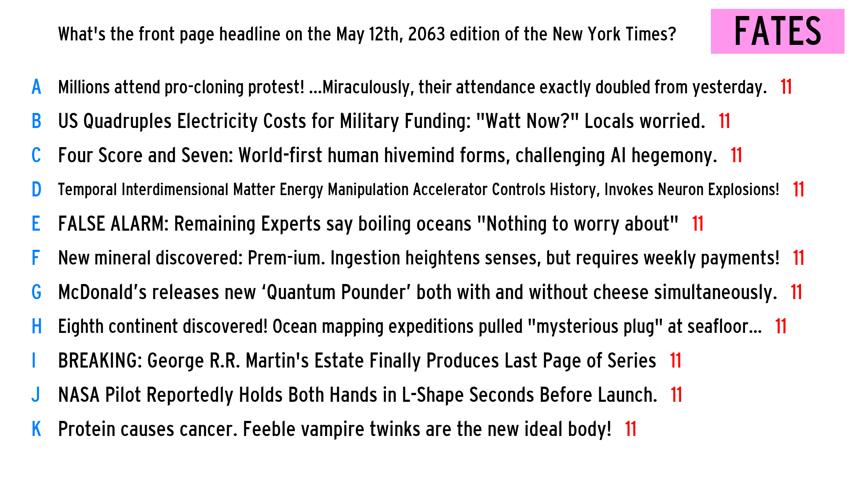 What's the front page headline on the May 12th, 2063 edition of the New York Times?
FATES
A Millions attend pro-cloning protest! ...Miraculously, their attendance exactly doubled from yesterday. 11
B US Quadruples Electricity Costs for Military Funding: "Watt Now?" Locals worried. 11
C Four Score and Seven: World-first human hivemind forms, challenging AI hegemony. 11
D Temporal Interdimensional Matter Energy Manipulation Accelerator Controls History, Invokes Neuron Explosions! 11
E FALSE ALARM: Remaining Experts say boiling oceans "Nothing to worry about" 11
F New mineral discovered: Prem-ium. Ingestion heightens senses, but requires weekly payments! 11
G McDonald's releases new ‘Quantum Pounder’ both with and without cheese simultaneously. 11
H Eighth continent discovered! Ocean mapping expeditions pulled "mysterious plug" at seafloor... 11
I BREAKING: George R.R. Martin's Estate Finally Produces Last Page of Series 11
J NASA Pilot Reportedly Holds Both Hands in L-Shape Seconds Before Launch. 11
K Protein causes cancer. Feeble vampire twinks are the new ideal body! 11